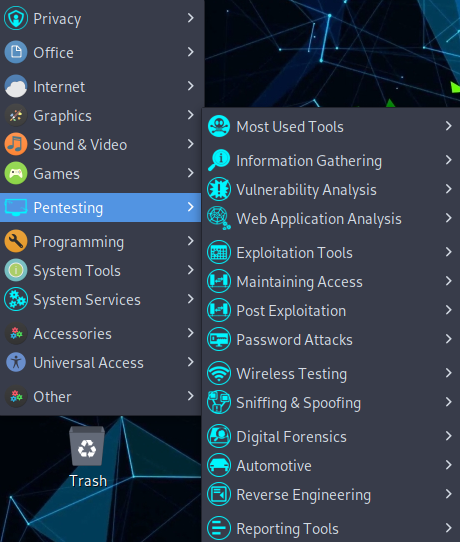 Privacy
Office
Internet
Graphics
Sound & Video
Games
Pentesting
Programming
System Tools
System Services
Accessories
Universal Access
Other
Most Used Tools
Information Gathering
Vulnerability Analysis
Web Application Analysis
Exploitation Tools
Maintaining Access
Post Exploitation
Password Attacks
Wireless Testing
Sniffing & Spoofing
Digital Forensics
Automotive
Reverse Engineering
Reporting Tools
Trash